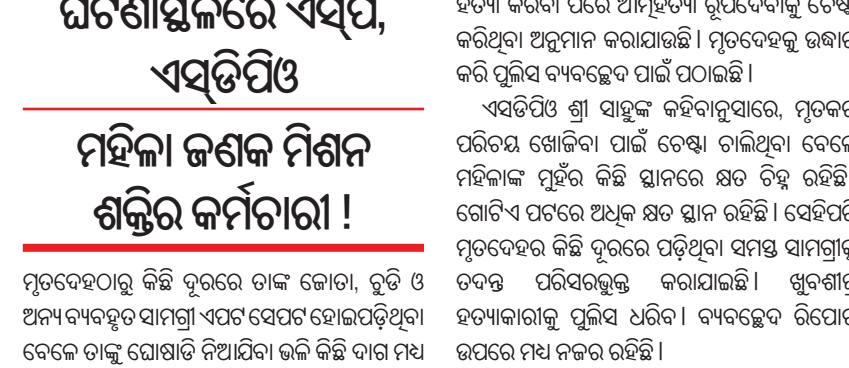 ଘଟଣାସ୍ଥଳରେ ଏସ୍‌ପି,
ଏସ୍‌ଡିପିଓ
ମହିଳା ଜଣକ ମିଶନ
ଶକ୍ତିର କର୍ମଚାରୀ !
ମୃତଦେହଠାରୁ କିଛି ଦୂରରେ ତାଙ୍କ ଜୋତା, ଚୁଡି ଓ
ଅନ୍ୟ ବ୍ୟବହୃତ ସାମଗ୍ରୀ ଏପଟ ସେପଟ ହୋଇପଡ଼ିଥିବା
ବେଳେ ତାଙ୍କୁ ଘୋଷାଡି ନିଆଯିବା ଭଳି କିଛି ଦାଗ ମଧ୍ୟ
ହତ୍ୟା କରିବା ପରେ ଆତ୍ମହତ୍ୟା ରୂପଦେବାକୁ ଚେଷ୍ଟା
କରିଥିବା ଅନୁମାନ କରାଯାଉଛି । ମୃତଦେହକୁ ଉଦ୍ଧାର
କରି ପୁଲିସ ବ୍ୟବଚ୍ଛେଦ ପାଇଁ ପଠାଇଛି ।
ଏସଡିପିଓ ଶ୍ରୀ ସାହୁଙ୍କ କହିବାନୁସାରେ, ମୃତକର
ପରିଚୟ ଖୋଜିବା ପାଇଁ ଚେଷ୍ଟା ଚାଲିଥିବା ବେଳେ
ମହିଳାଙ୍କ ମୁହଁର କିଛି ସ୍ଥାନରେ କ୍ଷତ ଚିହ୍ନ ରହିଛି
ଗୋଟିଏ ପଟରେ ଅଧିକ କ୍ଷତ ସ୍ଥାନ ରହିଛି । ସେହିପରି
ମୃତଦେହର କିଛି ଦୂରରେ ପଡ଼ିଥିବା ସମସ୍ତ ସାମଗ୍ରୀକୁ
ତଦନ୍ତ ପରିସରଭୁକ୍ତ କରାଯାଇଛି । ଖୁବଶୀଘ୍ର
ହତ୍ୟାକାରୀକୁ ପୁଲିସ ଧରିବ । ବ୍ୟବଚ୍ଛେଦ ରିପୋର୍ଟ
ଉପରେ ମଧ୍ୟ ନଜର ରହିଛି ।